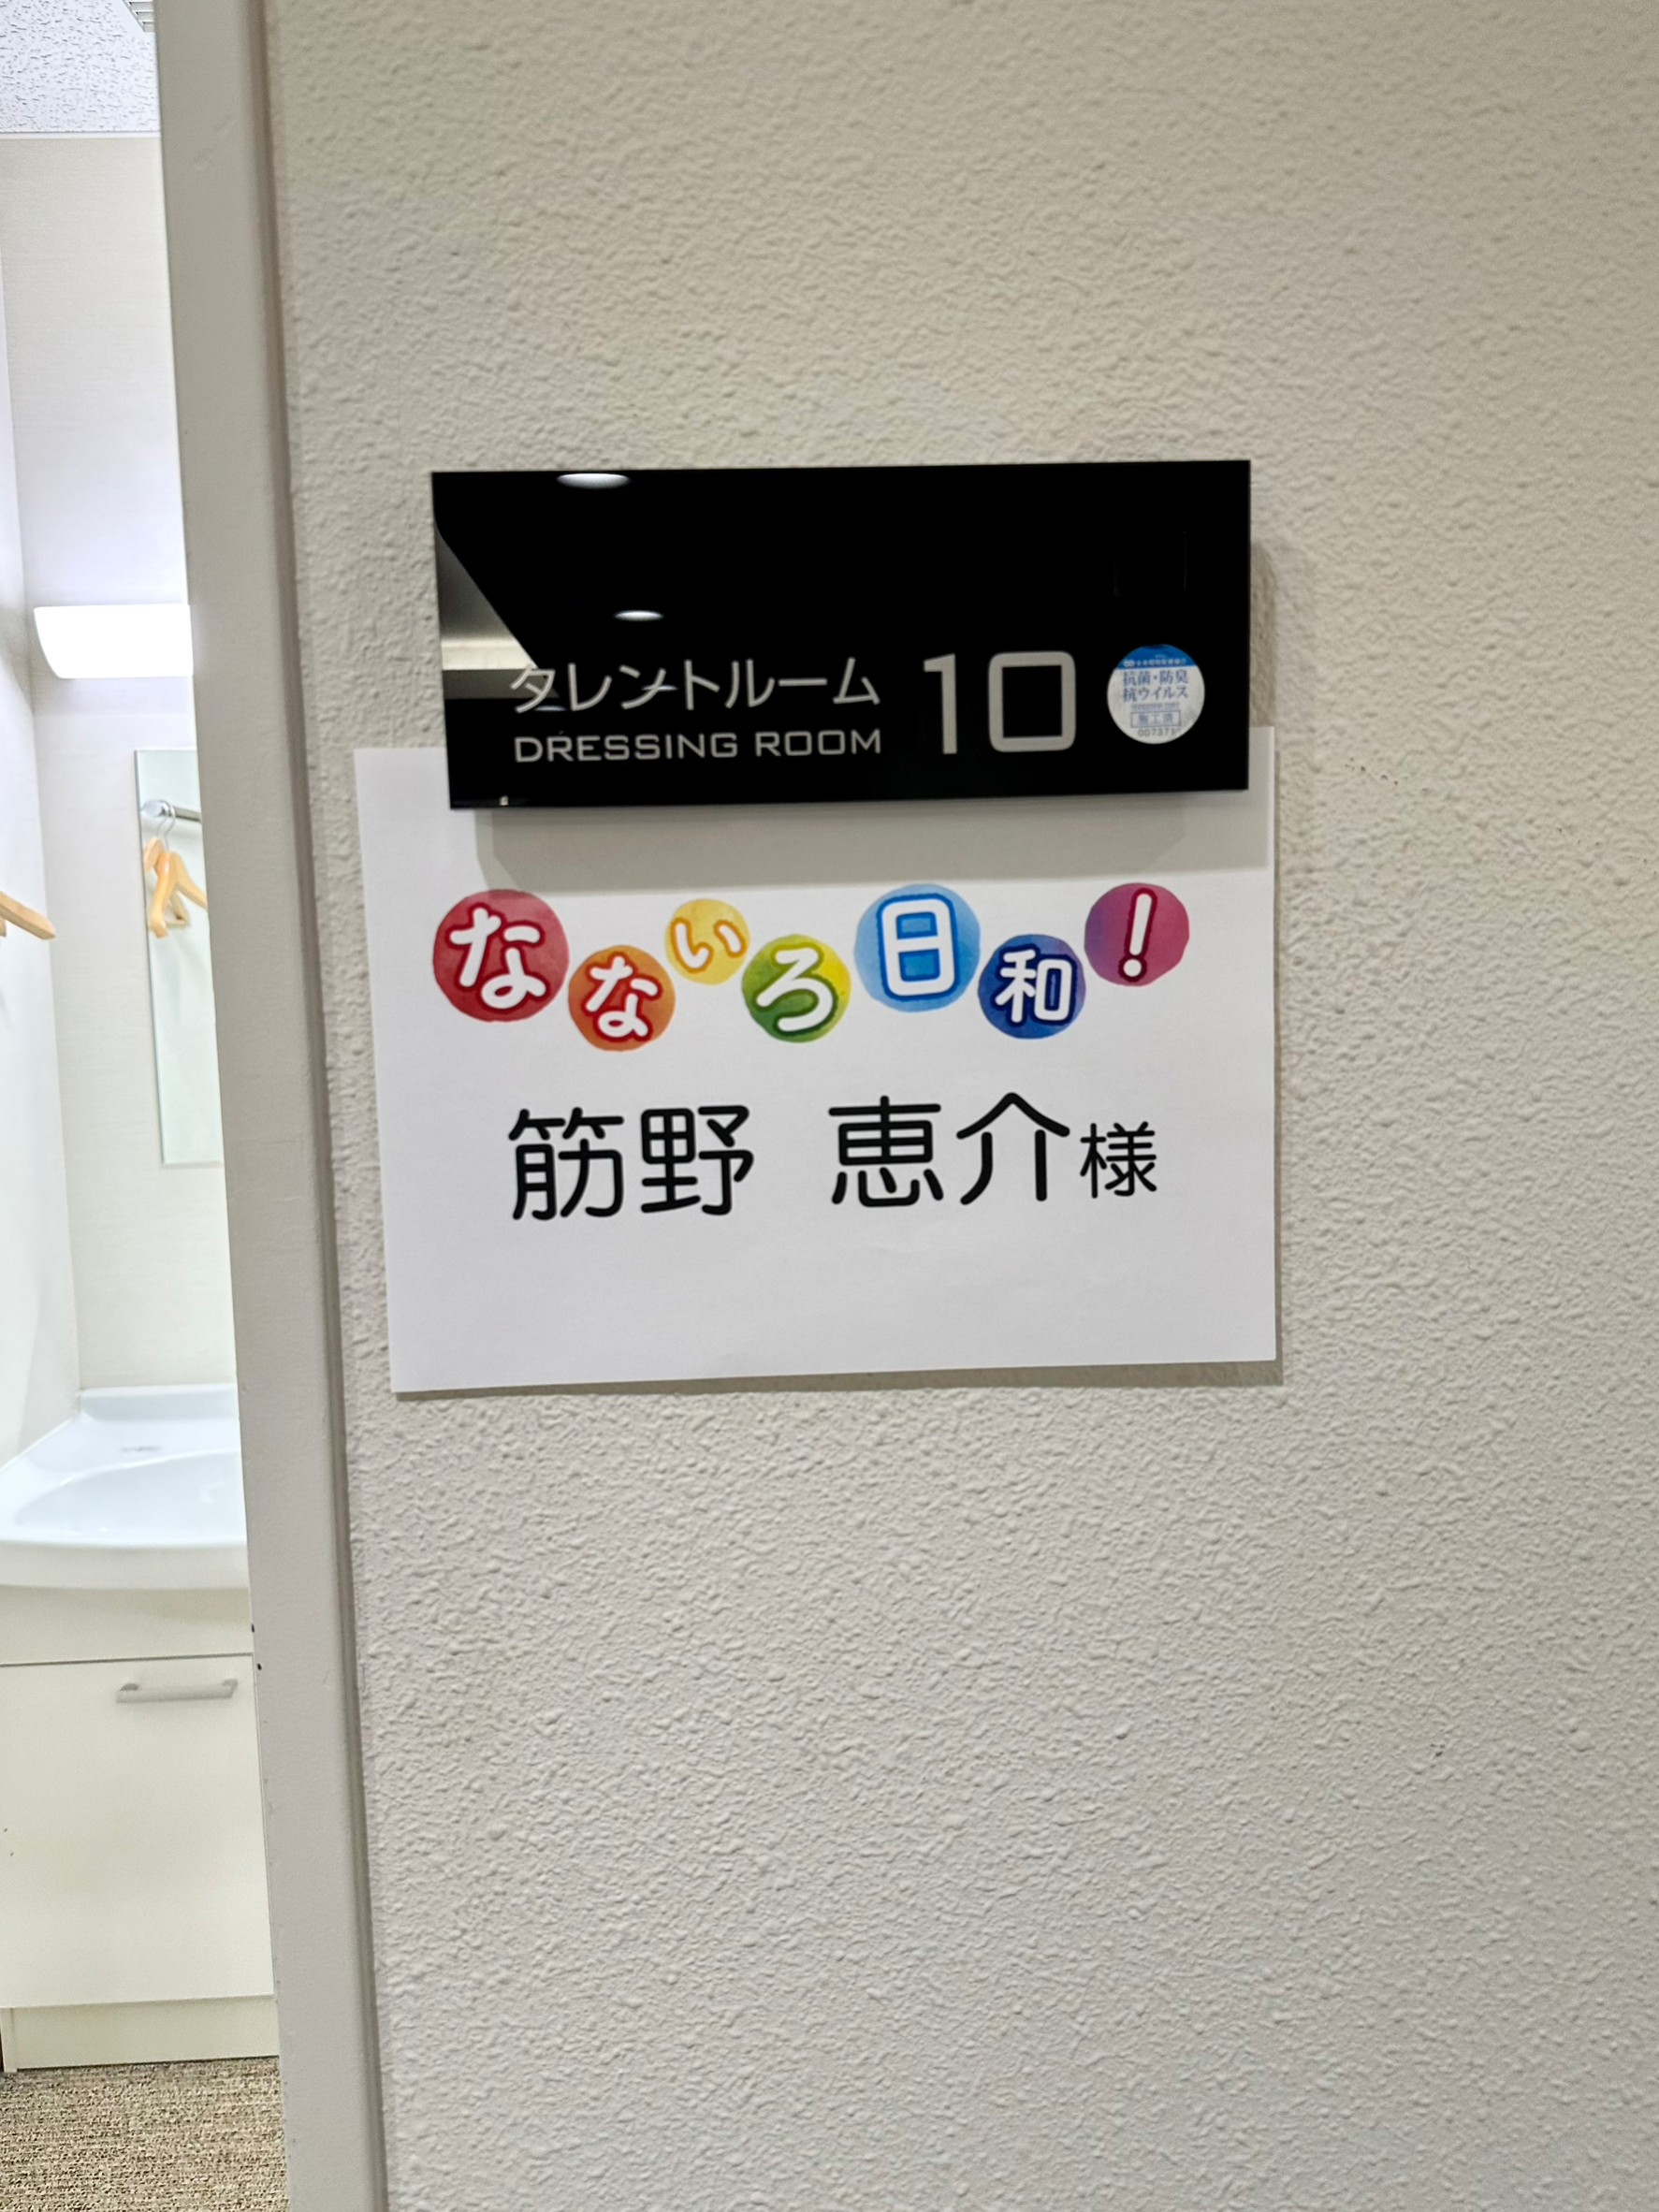 タレントルーム 10
DRESSING ROOM
抗菌・防臭
抗ウイルス
施工済
007371
なないろ日和!
筋野 恵介様